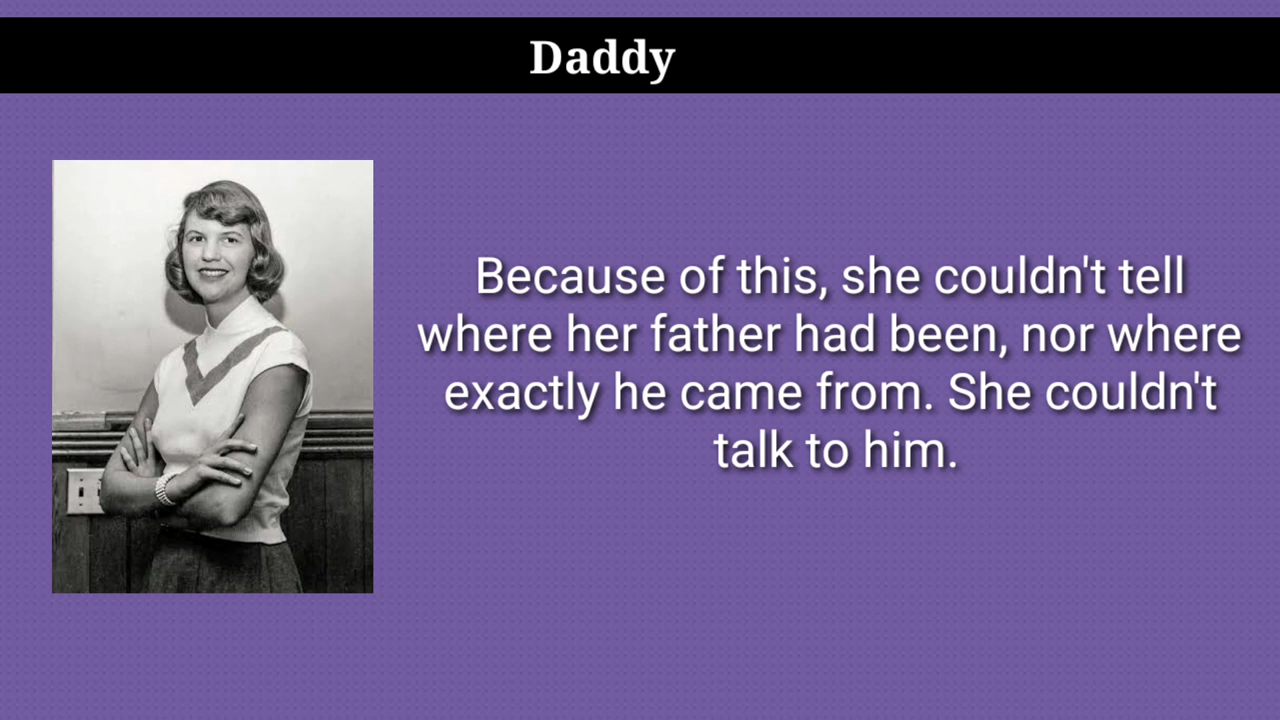 Daddy
Because of this, she couldn't tell
where her father had been, nor where
exactly he came from. She couldn't
talk to him.